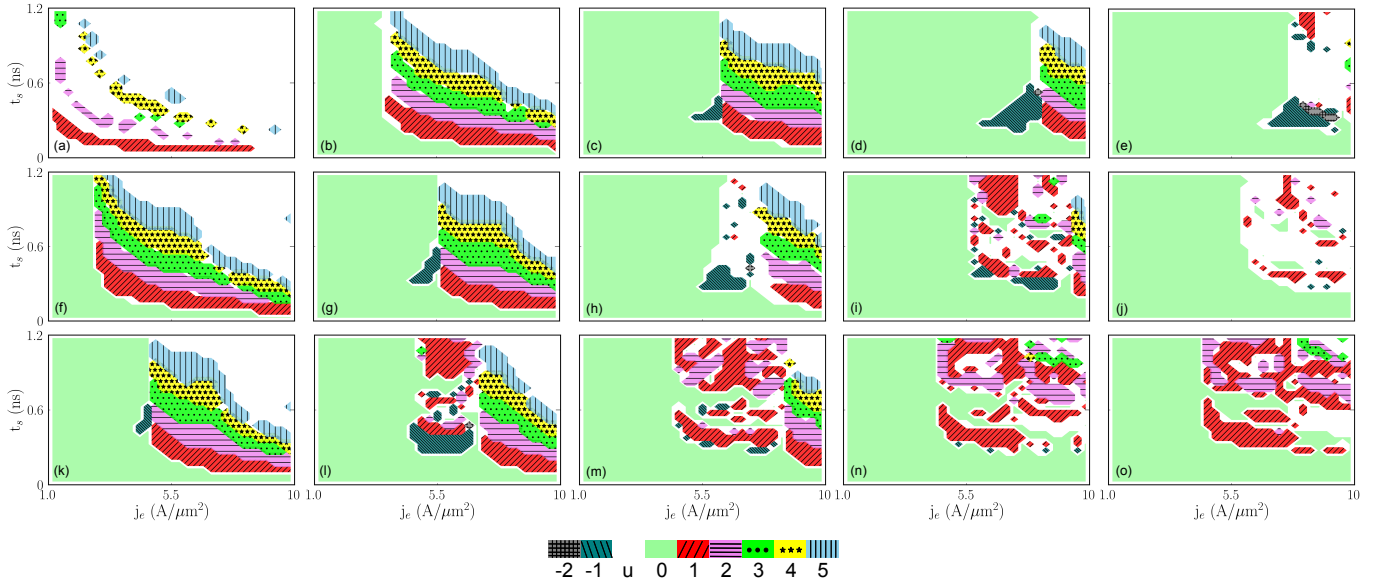 1.2
t_s (ns)
0.6
0
(a)
(b)
(c)
(d)
(e)
1.2
t_s (ns)
0.6
0
(f)
(g)
(h)
(i)
(j)
1.2
t_s (ns)
0.6
0
(k)
(l)
(m)
(n)
(o)
1.0 5.5 10 1.0 5.5 10 1.0 5.5 10 1.0 5.5 10 1.0 5.5 10
j_e (A/μm²) j_e (A/μm²) j_e (A/μm²) j_e (A/μm²) j_e (A/μm²)
-2 -1 u 0 1 2 3 4 5